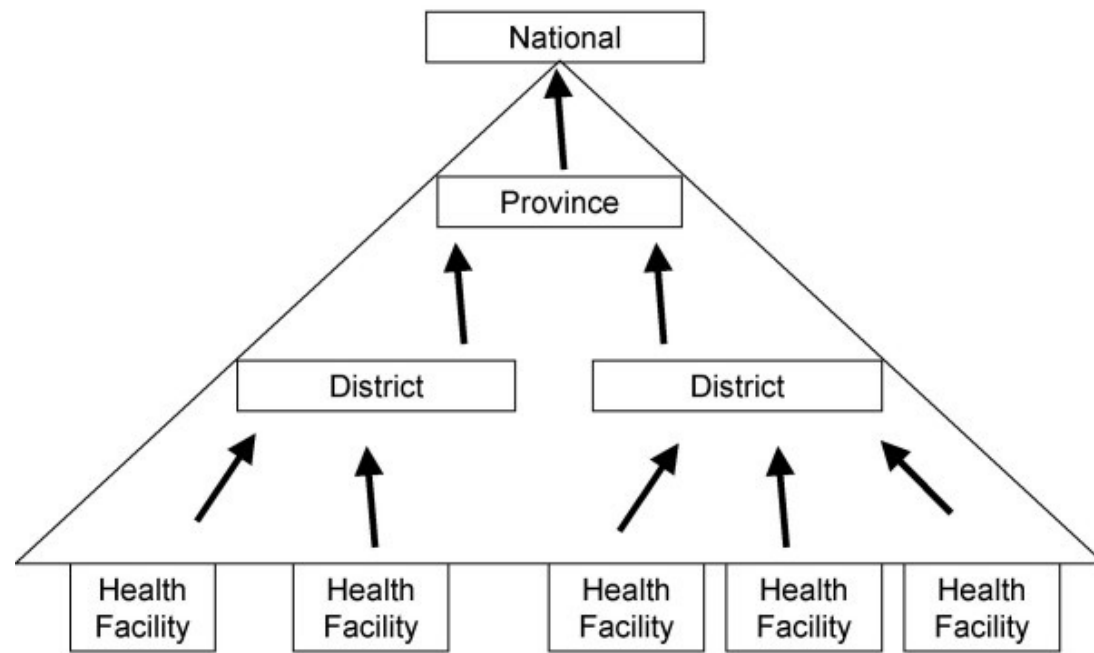 National
Province
District
District
Health
Facility
Health
Facility
Health
Facility
Health
Facility
Health
Facility